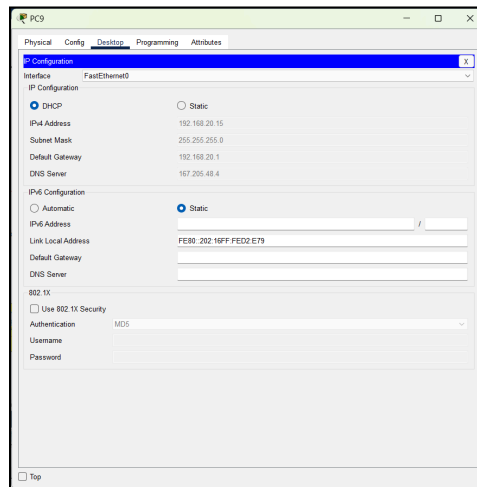 PC9
Physical Config Desktop Programming Attributes
IP Configuration X
Interface FastEthernet0
IP Configuration
DHCP Static
IPv4 Address 192.168.20.15
Subnet Mask 255.255.255.0
Default Gateway 192.168.20.1
DNS Server 167.205.48.4
IPv6 Configuration
Automatic Static
IPv6 Address /
Link Local Address FE80::202:16FF:FED2:E79
Default Gateway
DNS Server
802.1X
Use 802.1X Security
Authentication MD5
Username
Password
Top